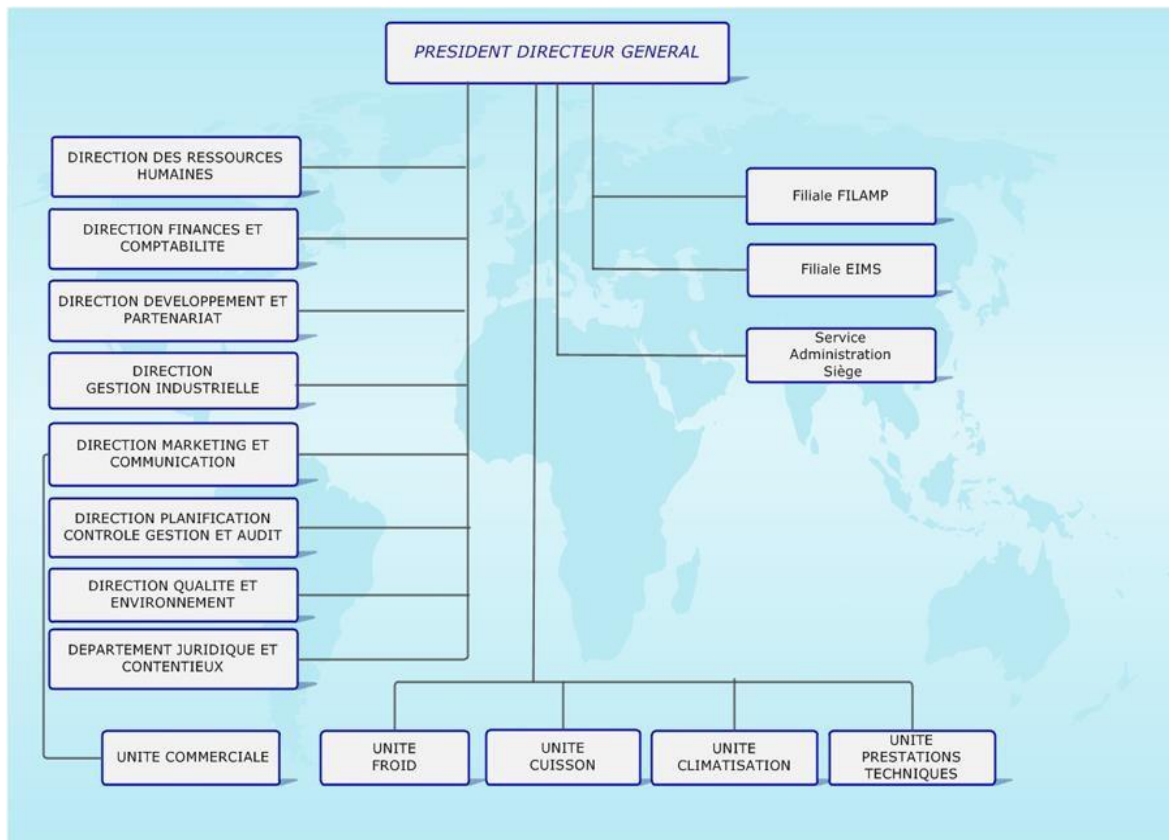 PRESIDENT DIRECTEUR GENERAL
DIRECTION DES RESSOURCES
HUMAINES
DIRECTION FINANCES ET
COMPTABILITE
DIRECTION DEVELOPPEMENT ET
PARTENARIAT
DIRECTION
GESTION INDUSTRIELLE
DIRECTION MARKETING ET
COMMUNICATION
DIRECTION PLANIFICATION
CONTROLE GESTION ET AUDIT
DIRECTION QUALITE ET
ENVIRONNEMENT
DEPARTEMENT JURIDIQUE ET
CONTENTIEUX
Filiale FILAMP
Filiale EIMS
Service
Administration
Siège
UNITE COMMERCIALE
UNITE
FROID
UNITE
CUISSON
UNITE
CLIMATISATION
UNITE
PRESTATIONS
TECHNIQUES